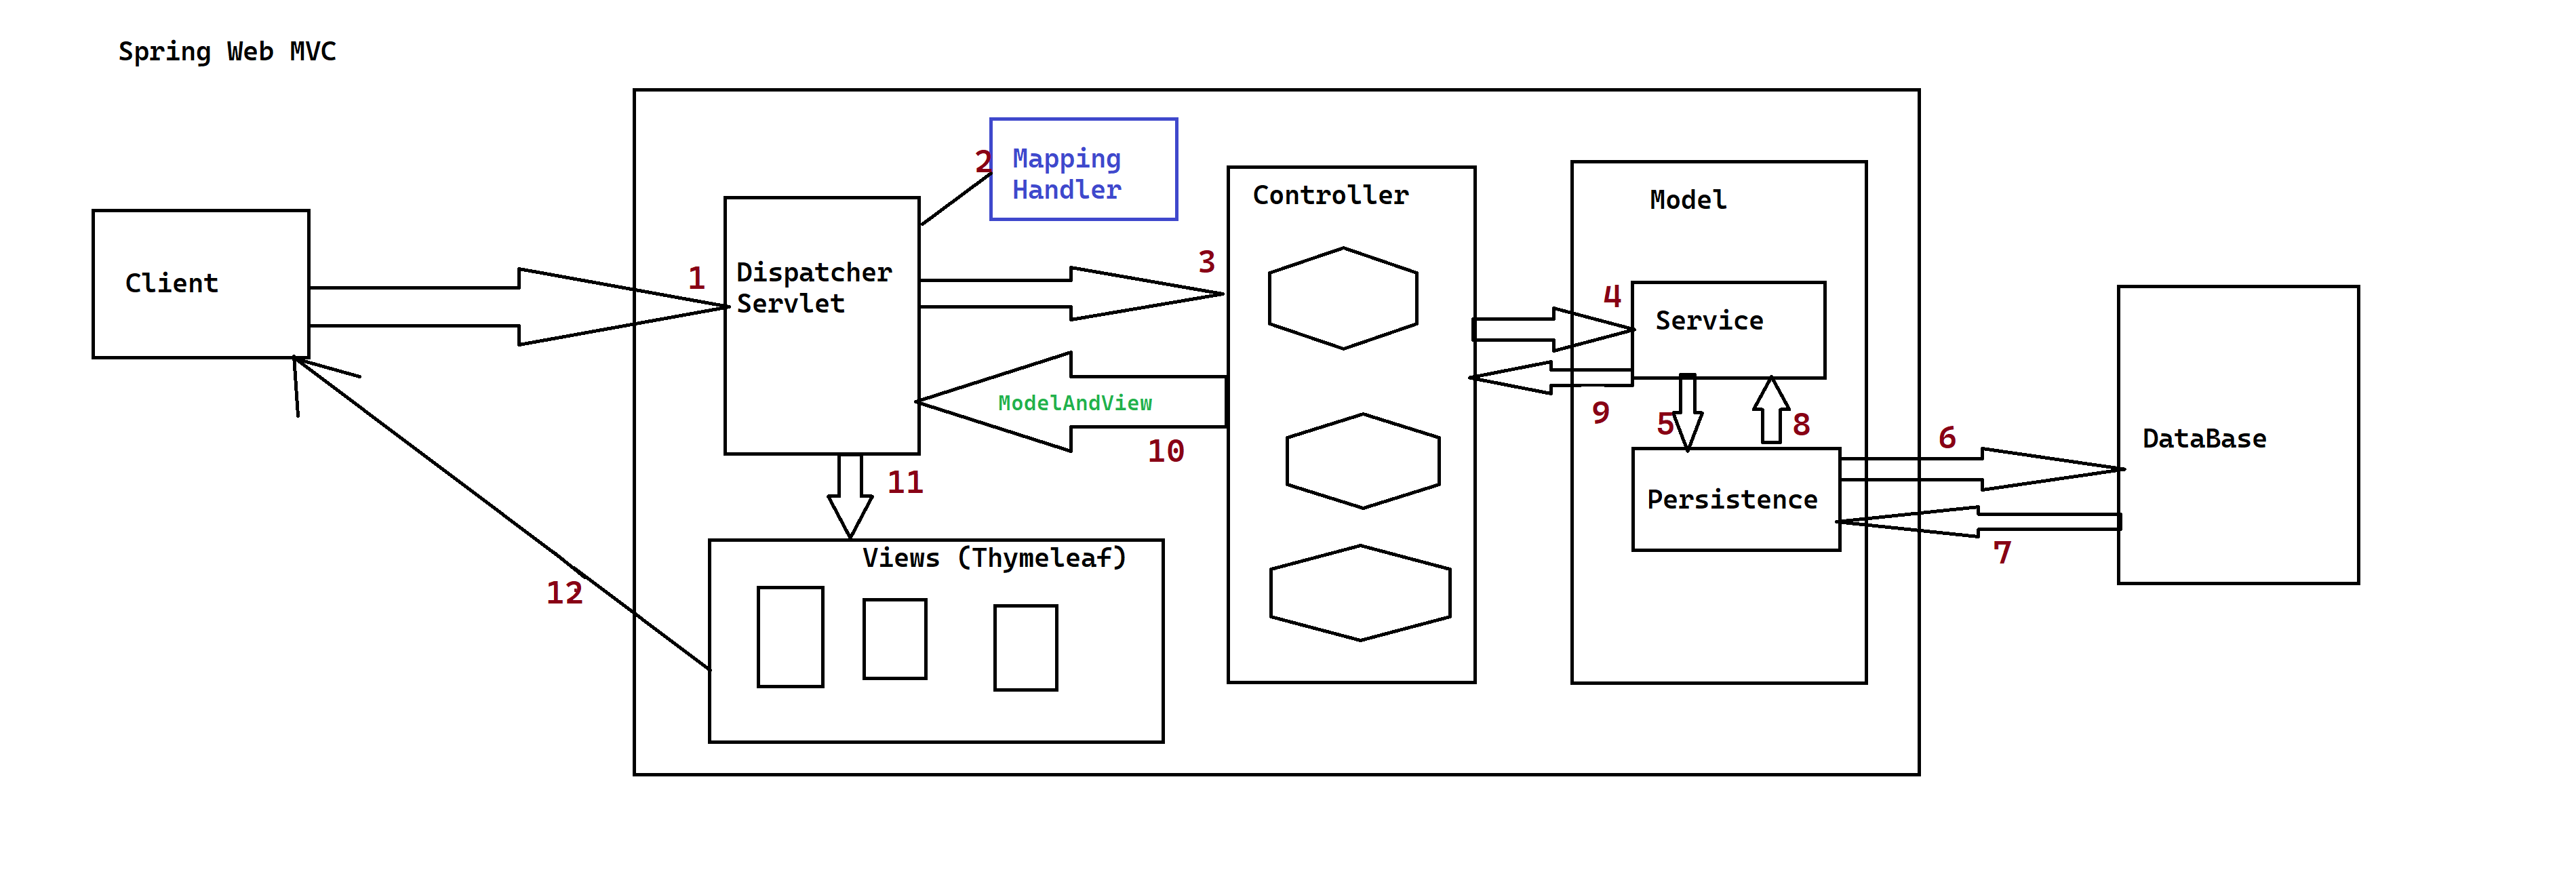 Spring Web MVC
Client
1
Dispatcher
Servlet
2
Mapping
Handler
3
Controller
4
Model
Service
9
5
8
Persistence
6
7
DataBase
ModelAndView
10
11
Views (Thymeleaf)
12